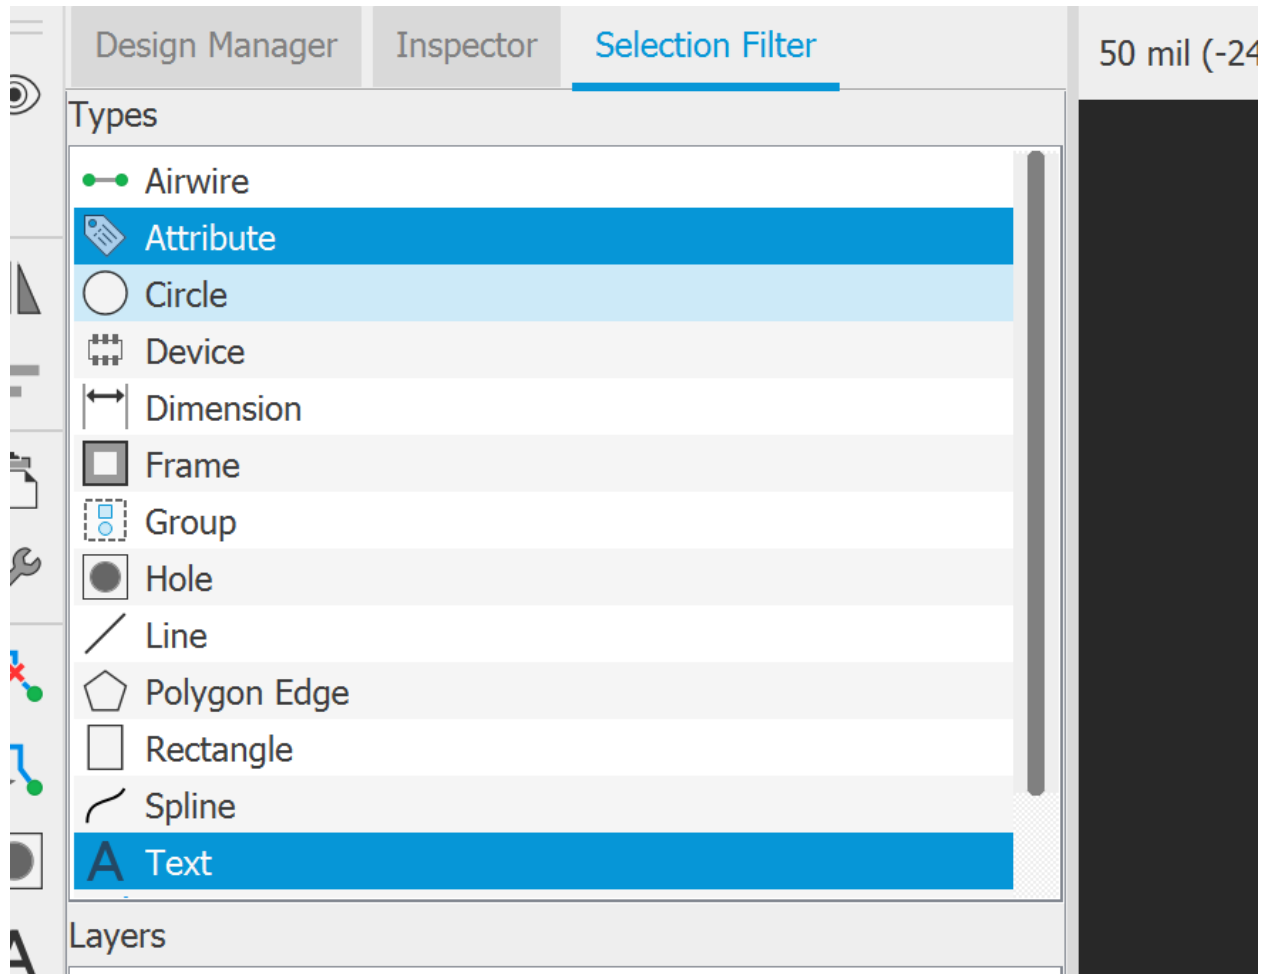 Design Manager Inspector Selection Filter
50 mil (-24
Types
Airwire
Attribute
Circle
Device
Dimension
Frame
Group
Hole
Line
Polygon Edge
Rectangle
Spline
A Text
Layers
A